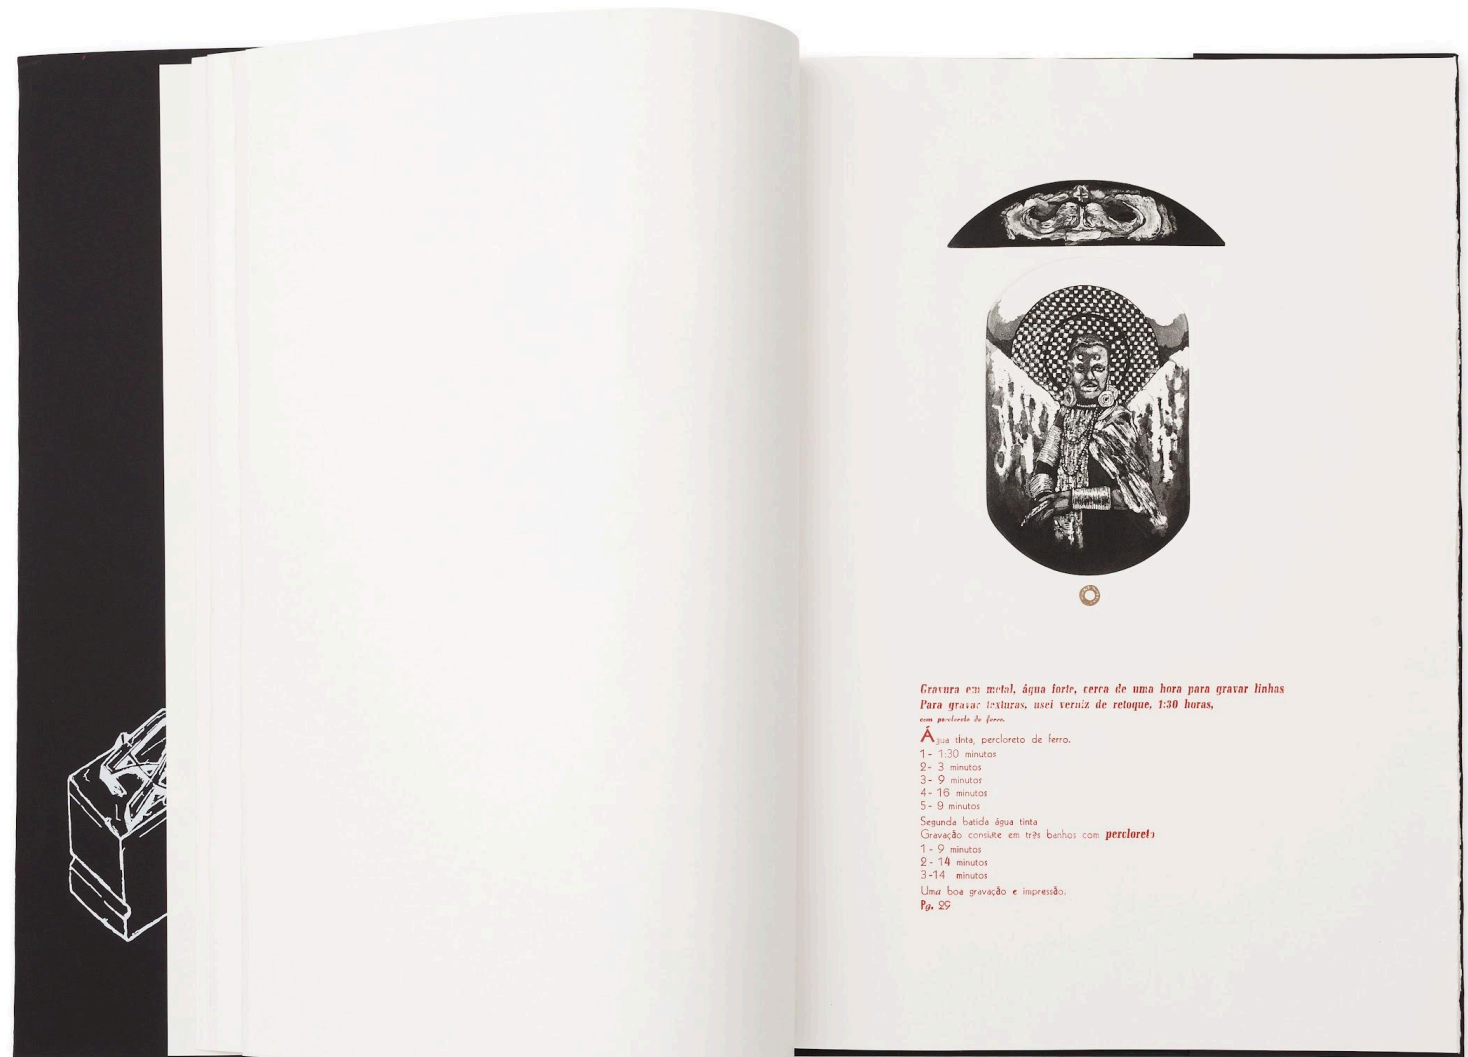 Gravura em metal, água forte, cerca de uma hora para gravar linhas
Para gravar texturas, usei verniz de retoque, 1:30 horas,
com percloreto de ferro.
Água tinta, percloreto de ferro.
1- 1:30 minutos
2- 3 minutos
3- 9 minutos
4- 16 minutos
5- 9 minutos
Segunda batida água tinta
Gravação consiste em três banhos com percloreto
1- 9 minutos
2- 14 minutos
3-14 minutos
Uma boa gravação e impressão.
Pg. 29